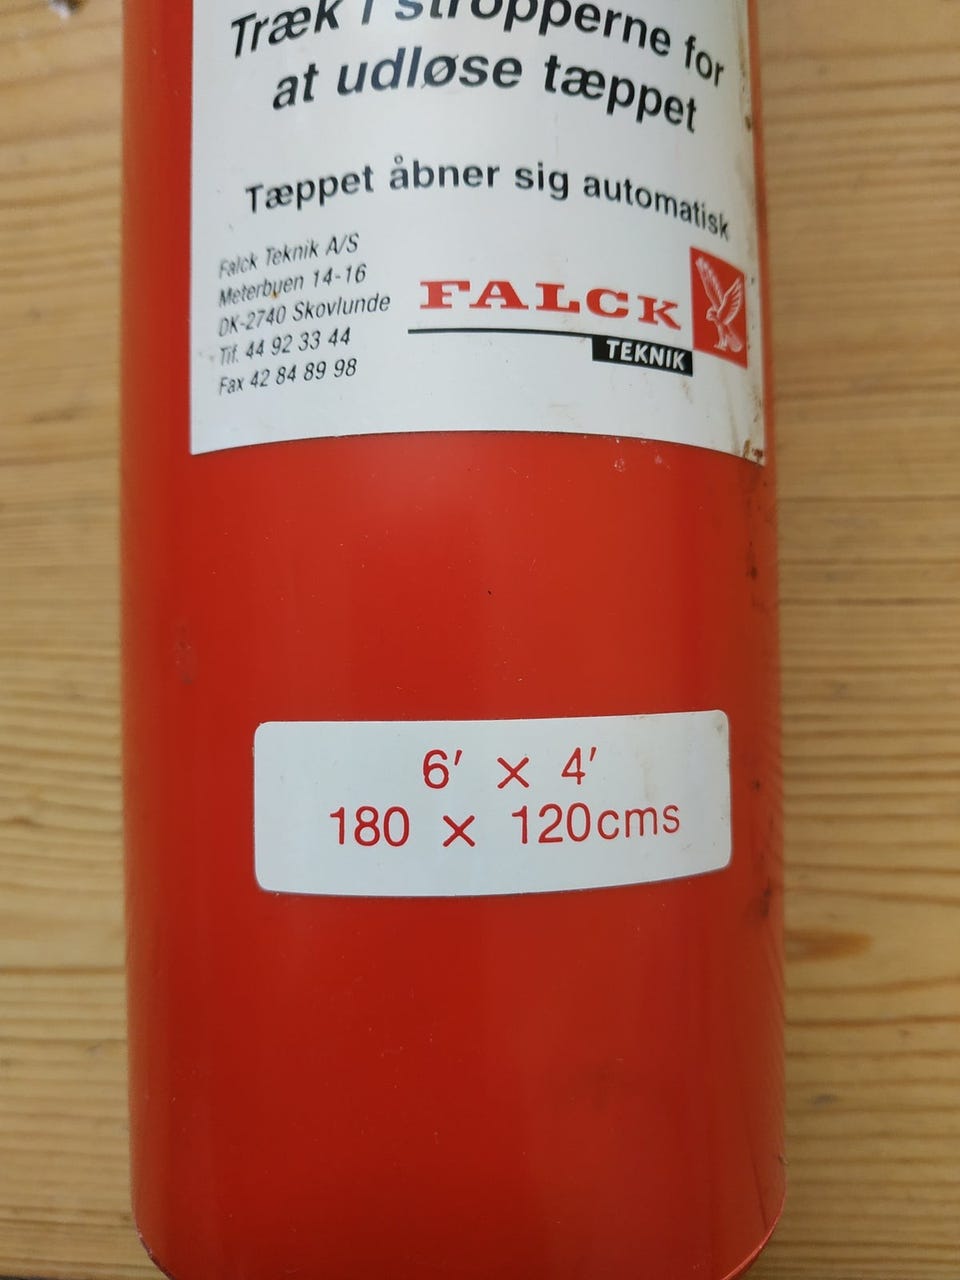 Træk i stropperne for
at udløse tæppet
Tæppet åbner sig automatisk
Falck Teknik A/S
Meterbuen 14-16
DK-2740 Skovlunde
Tlf. 44 92 33 44
Fax 42 84 89 98
FALCK
TEKNIK
6' × 4'
180 × 120cms